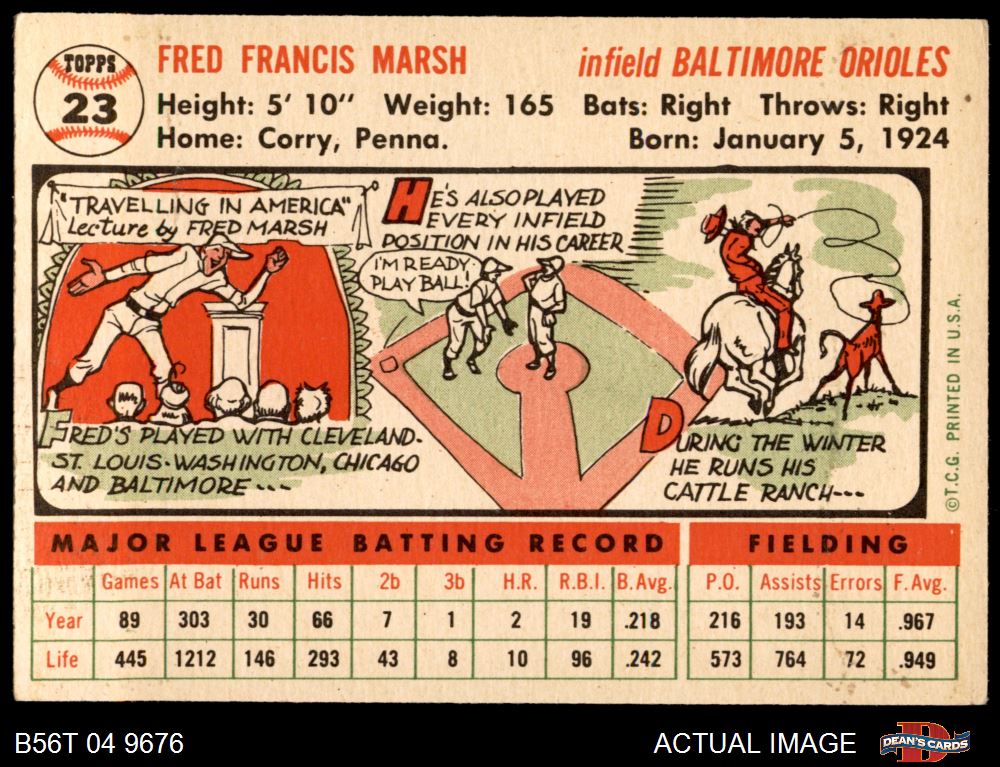 TOPPS
23
FRED FRANCIS MARSH
infield BALTIMORE ORIOLES
Height: 5' 10" Weight: 165 Bats: Right Throws: Right
Home: Corry, Penna. Born: January 5, 1924
"TRAVELLING IN AMERICA"
Lecture by FRED MARSH
FRED'S PLAYED WITH CLEVELAND-
ST. LOUIS-WASHINGTON, CHICAGO
AND BALTIMORE ---
HE'S ALSO PLAYED
EVERY INFIELD
POSITION IN HIS CAREER
I'M READY-
PLAY BALL!
DURING THE WINTER
HE RUNS HIS
CATTLE RANCH---
©T.C.G. PRINTED IN U.S.A.
MAJOR LEAGUE BATTING RECORD FIELDING
Games At Bat Runs Hits 2b 3b H.R. R.B.I. B.Avg. P.O. Assists Errors F.Avg.
Year 89 303 30 66 7 1 2 19 .218 216 193 14 .967
Life 445 1212 146 293 43 8 10 96 .242 573 764 72 .949
B56T 04 9676 ACTUAL IMAGE DEAN'S CARDS